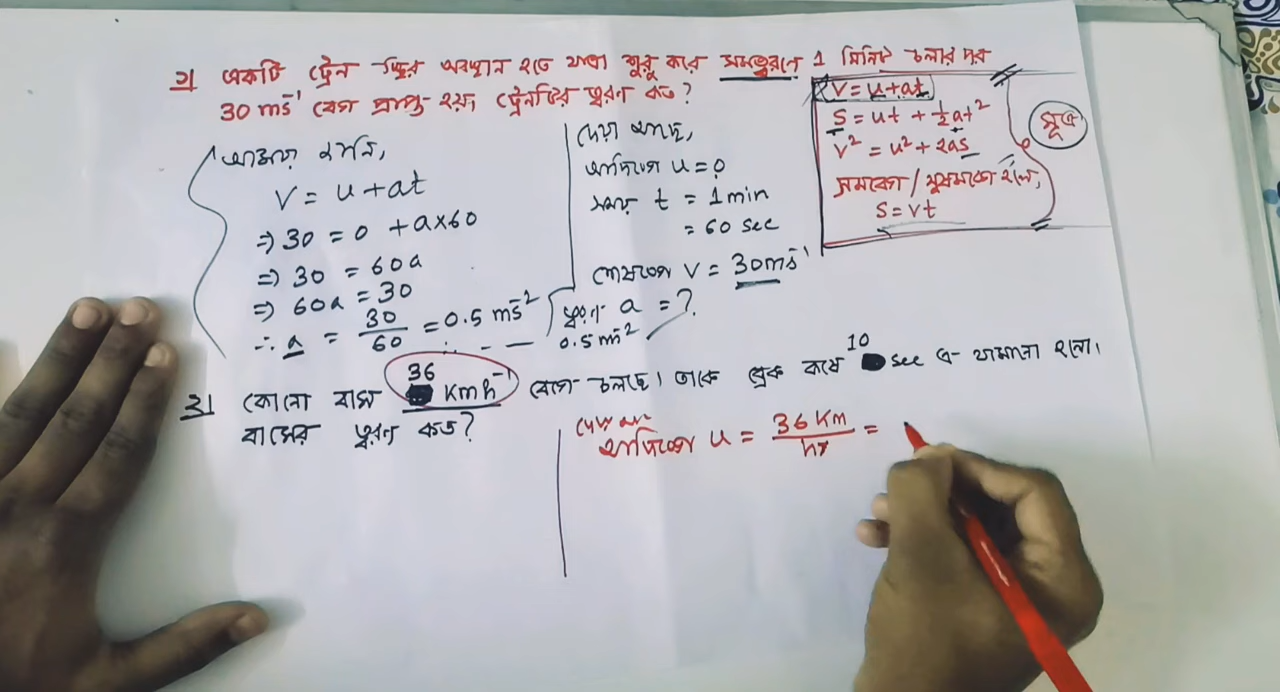 ২। একটি ট্রেন স্থির অবস্থান হতে যাত্রা শুরু করে সমত্বরণে 1 মিনিট চলার পর
30 ms⁻¹ বেগ প্রাপ্ত হয়। ট্রেনটির ত্বরণ কত?
আমরা জানি,
V = u + at
⇒ 30 = 0 + a×60
⇒ 30 = 60a
⇒ 60a = 30
∴ a = 30/60 = 0.5 ms⁻²
দেয়া আছে,
আদিবেগ u = 0
সময় t = 1 min
= 60 sec
শেষবেগ V = 30ms⁻¹
ত্বরণ a = ?
0.5 m⁻²
V = u + at
S = ut + ½at²
V² = u² + 2as
সমবেগে / সুষমবেগে হলে,
S = Vt
সূত্র
২। কোনো বাস 36 Kmh⁻¹ বেগে চলছে। তাকে ব্রেক কষে 10 sec এ থামানো হলো।
বাসের ত্বরণ কত?
দেয়া আছে
আদিবেগ u = 36 Km/hr =